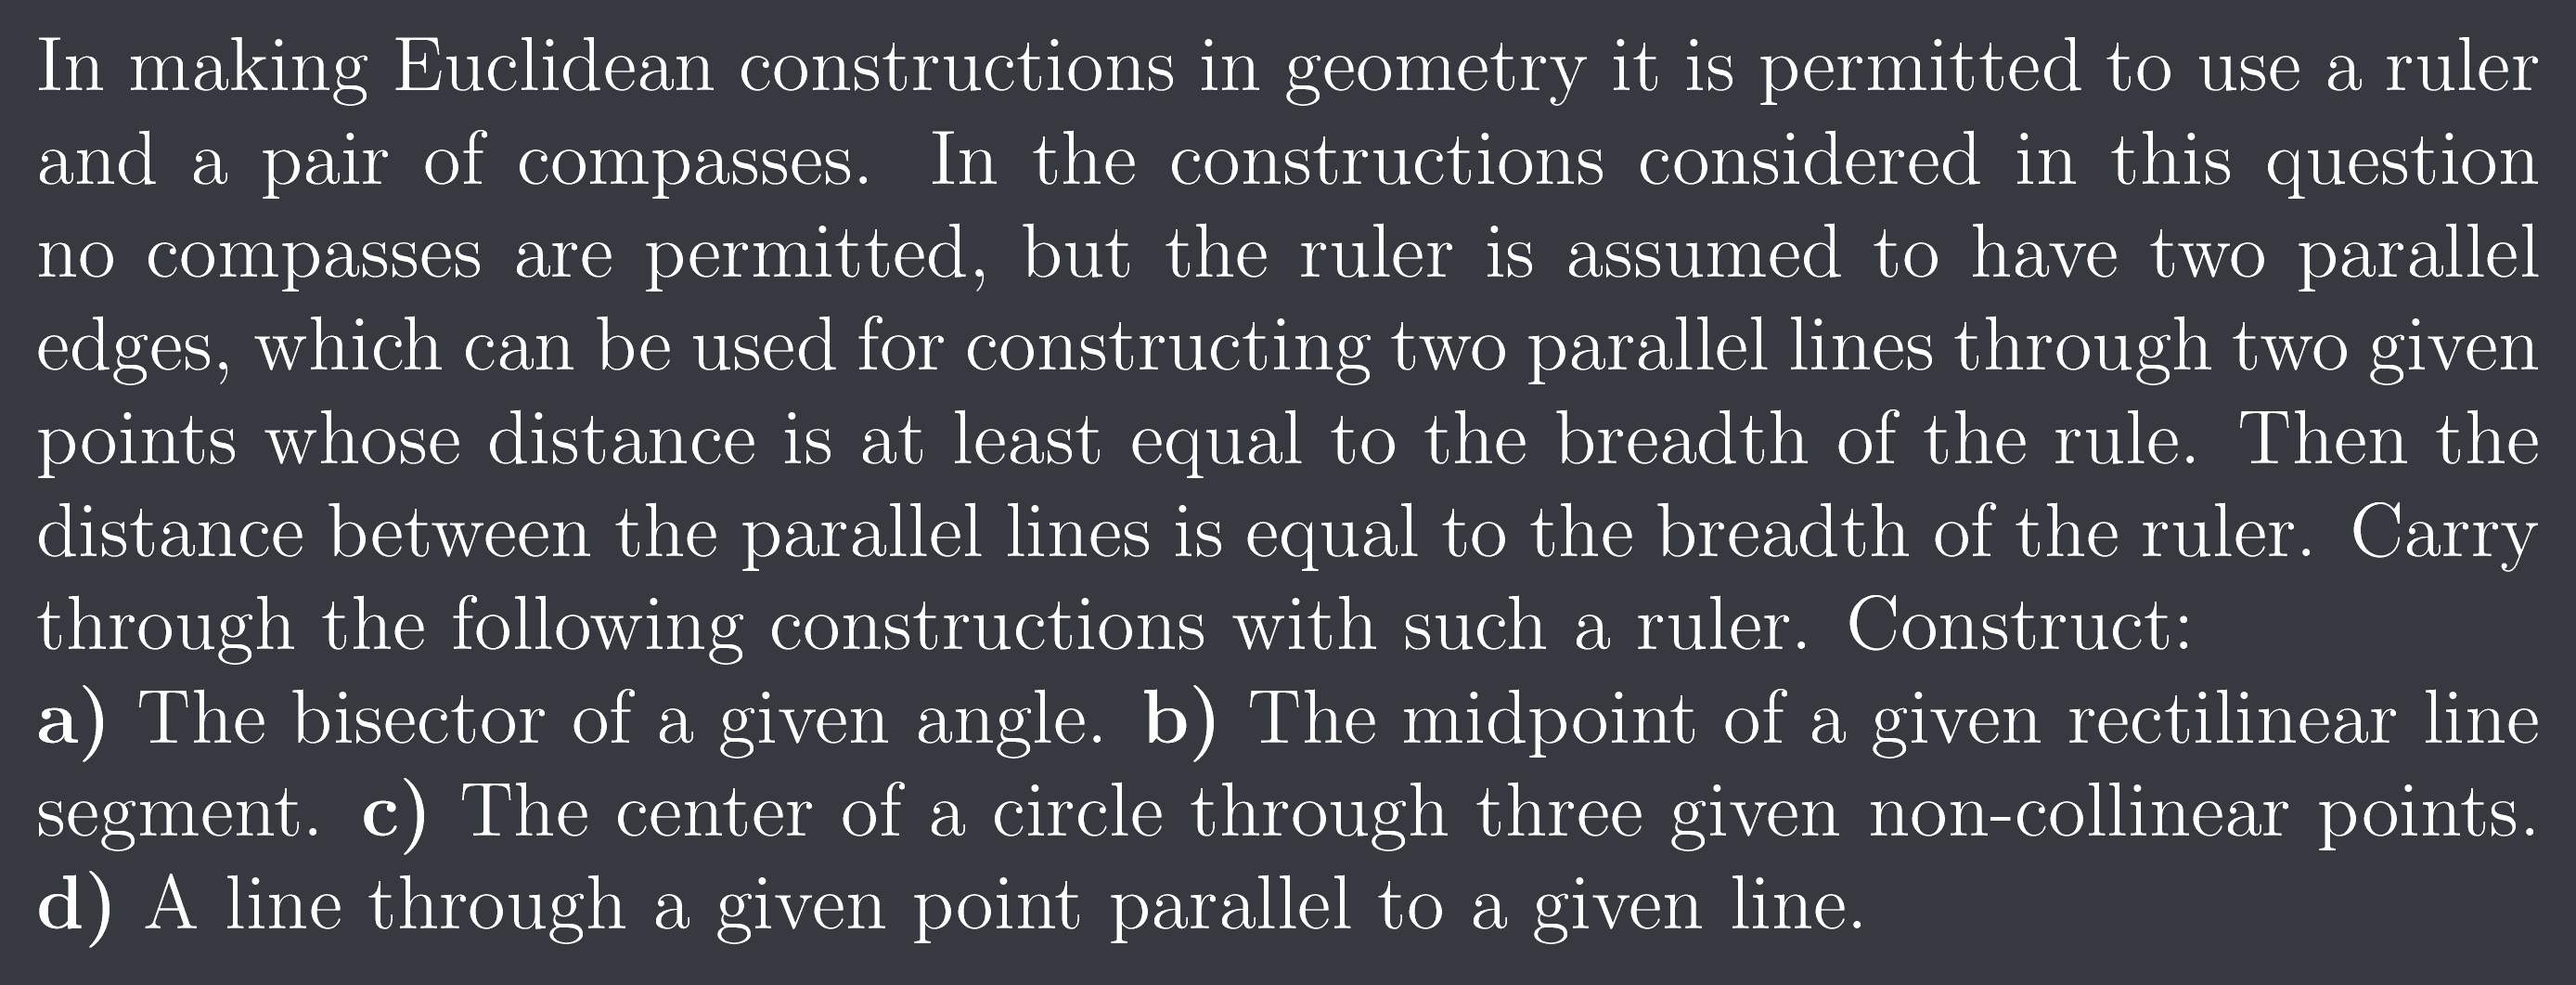 In making Euclidean constructions in geometry it is permitted to use a ruler
and a pair of compasses. In the constructions considered in this question
no compasses are permitted, but the ruler is assumed to have two parallel
edges, which can be used for constructing two parallel lines through two given
points whose distance is at least equal to the breadth of the rule. Then the
distance between the parallel lines is equal to the breadth of the ruler. Carry
through the following constructions with such a ruler. Construct:
a) The bisector of a given angle. b) The midpoint of a given rectilinear line
segment. c) The center of a circle through three given non-collinear points.
d) A line through a given point parallel to a given line.